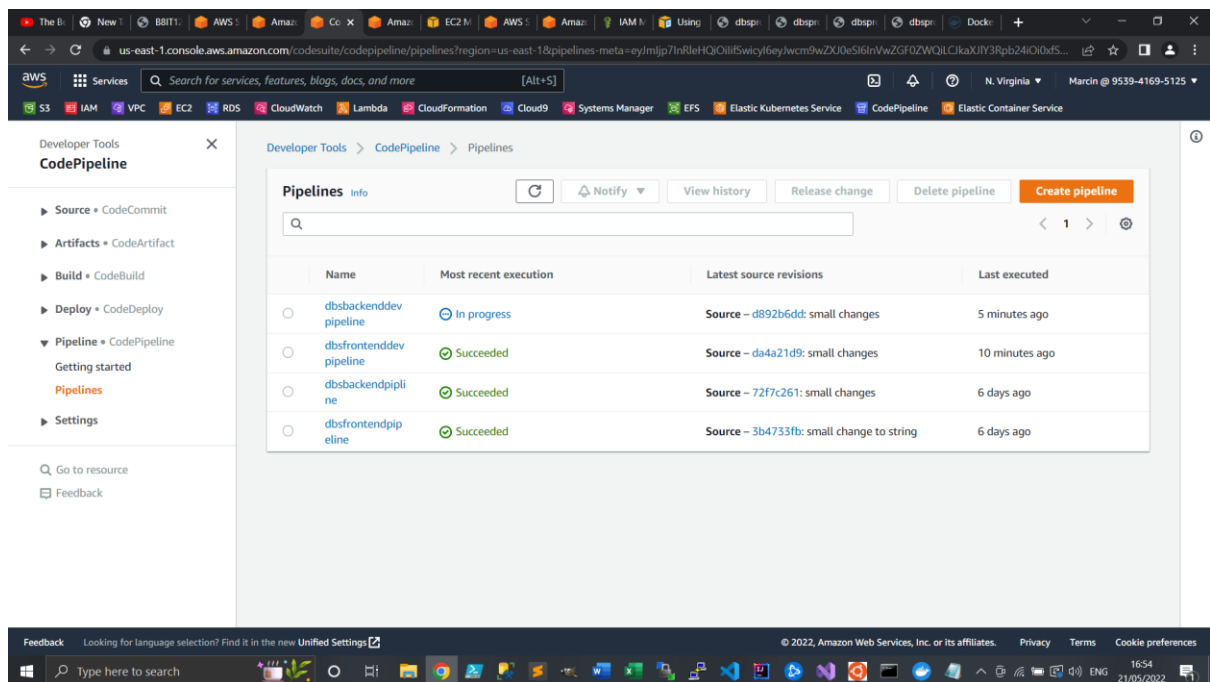 The B
New T
B8IT1
AWS S
Amaz
Co
Amaz
EC2 M
AWS S
Amaz
IAM M
Using
dbspr
dbspr
dbspr
dbspr
Docke
us-east-1.console.aws.amazon.com/codesuite/codepipeline/pipelines?region=us-east-1&pipelines-meta=
aws Services Search for services, features, blogs, docs, and more [Alt+S] N. Virginia ▼ Marcin @ 9539-4169-5125 ▼
S3 IAM VPC EC2 RDS CloudWatch Lambda CloudFormation Cloud9 Systems Manager EFS Elastic Kubernetes Service CodePipeline Elastic Container Service
Developer Tools
CodePipeline
Source • CodeCommit
Artifacts • CodeArtifact
Build • CodeBuild
Deploy • CodeDeploy
Pipeline • CodePipeline
Getting started
Pipelines
Settings
Go to resource
Feedback
Developer Tools > CodePipeline > Pipelines
Pipelines Info Notify ▼ View history Release change Delete pipeline Create pipeline
< 1 >
Name Most recent execution Latest source revisions Last executed
dbsbackenddev
pipeline In progress Source – d892b6dd: small changes 5 minutes ago
dbsfrontenddev
pipeline Succeeded Source – da4a21d9: small changes 10 minutes ago
dbsbackendpipli
ne Succeeded Source – 72f7c261: small changes 6 days ago
dbsfrontendpip
eline Succeeded Source – 3b4733fb: small change to string 6 days ago
Feedback Looking for language selection? Find it in the new Unified Settings © 2022, Amazon Web Services, Inc. or its affiliates. Privacy Terms Cookie preferences
Type here to search ENG 16:54
21/05/2022